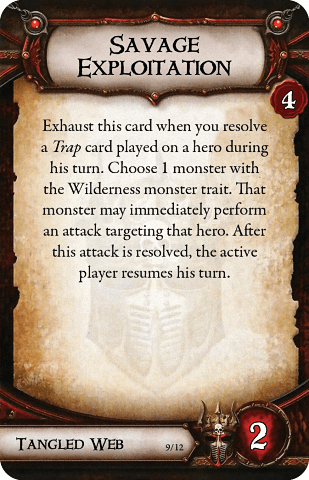 Savage
Exploitation
4
Exhaust this card when you resolve
a Trap card played on a hero during
his turn. Choose 1 monster with
the Wilderness monster trait. That
monster may immediately perform
an attack targeting that hero. After
this attack is resolved, the active
player resumes his turn.
Tangled Web
9/12
2